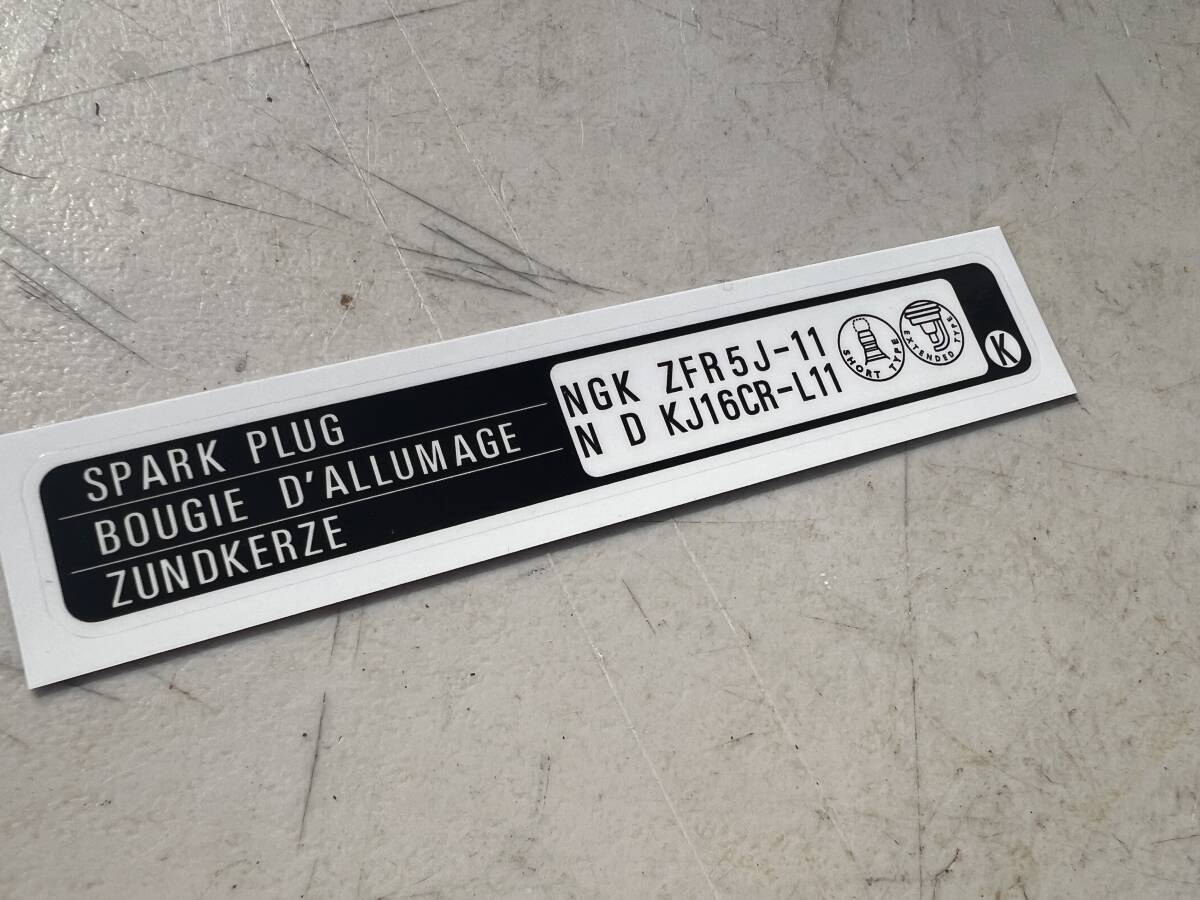 SPARK PLUG
BOUGIE D'ALLUMAGE
ZUNDKERZE
NGK ZFR5J-11
N D KJ16CR-L11
SHORT TYPE
EXTENDED TYPE
K